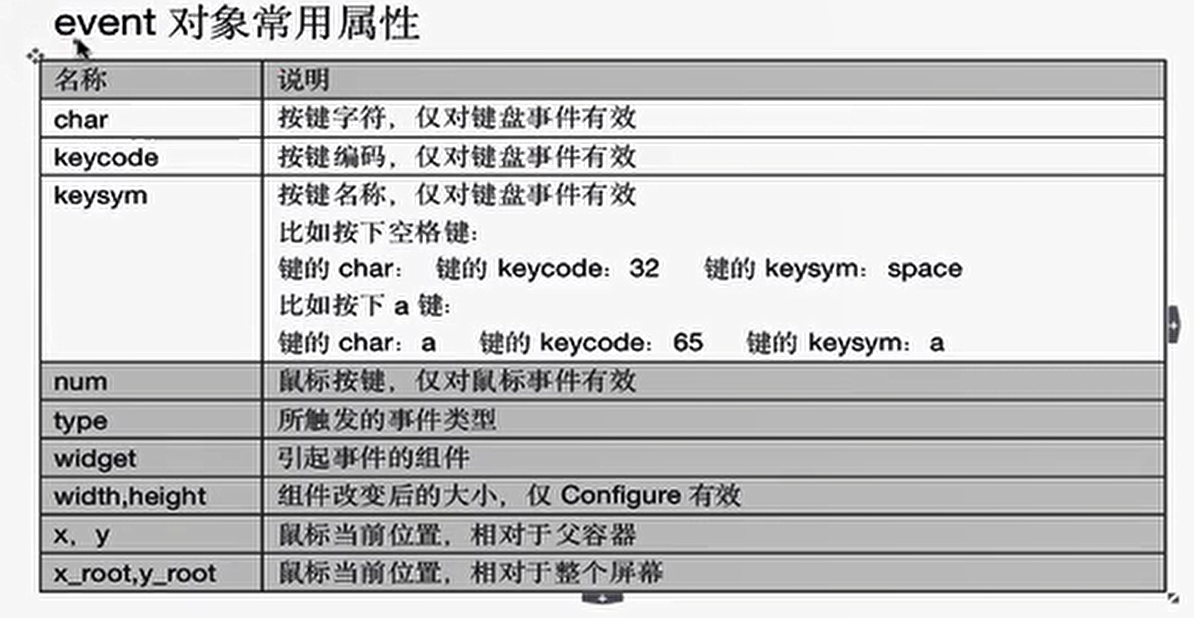 event 对象常用属性
名称 说明
char 按键字符，仅对键盘事件有效
keycode 按键编码，仅对键盘事件有效
keysym 按键名称，仅对键盘事件有效
比如按下空格键：
键的 char： 键的 keycode：32 键的 keysym：space
比如按下 a 键：
键的 char：a 键的 keycode：65 键的 keysym：a
num 鼠标按键，仅对鼠标事件有效
type 所触发的事件类型
widget 引起事件的组件
width,height 组件改变后的大小，仅 Configure 有效
x，y 鼠标当前位置，相对于父容器
x_root,y_root 鼠标当前位置，相对于整个屏幕